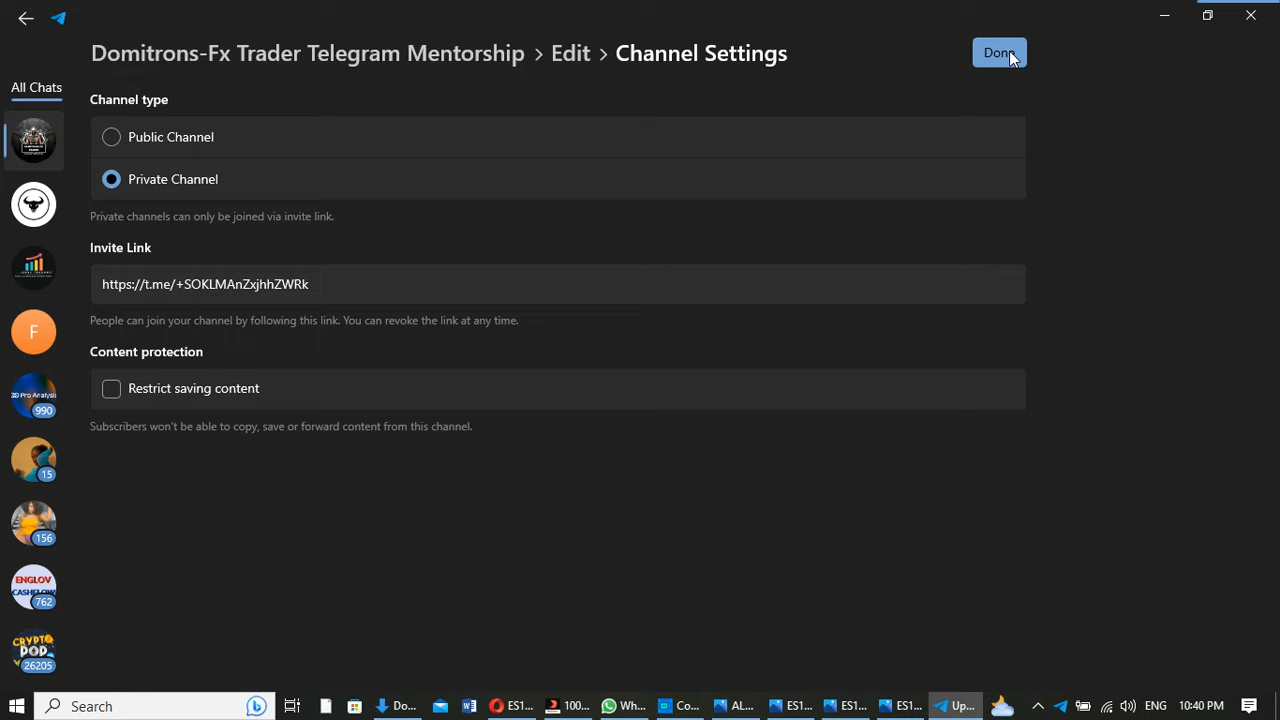 Domitrons-Fx Trader Telegram Mentorship > Edit > Channel Settings
Done
All Chats
Channel type
Public Channel
Private Channel
Private channels can only be joined via invite link.
Invite Link
https://t.me/+SOKLMAnZxjhhZWRk
People can join your channel by following this link. You can revoke the link at any time.
Content protection
Restrict saving content
Subscribers won't be able to copy, save or forward content from this channel.
F
3D Pro Analysis
990
15
156
ENGLOV
CASHFLOW
762
CRYPTO
POD
26205
Search
Do...
ES1...
100...
Wh...
Co...
AL...
ES1...
ES1...
ES1...
Up...
ENG
10:40 PM